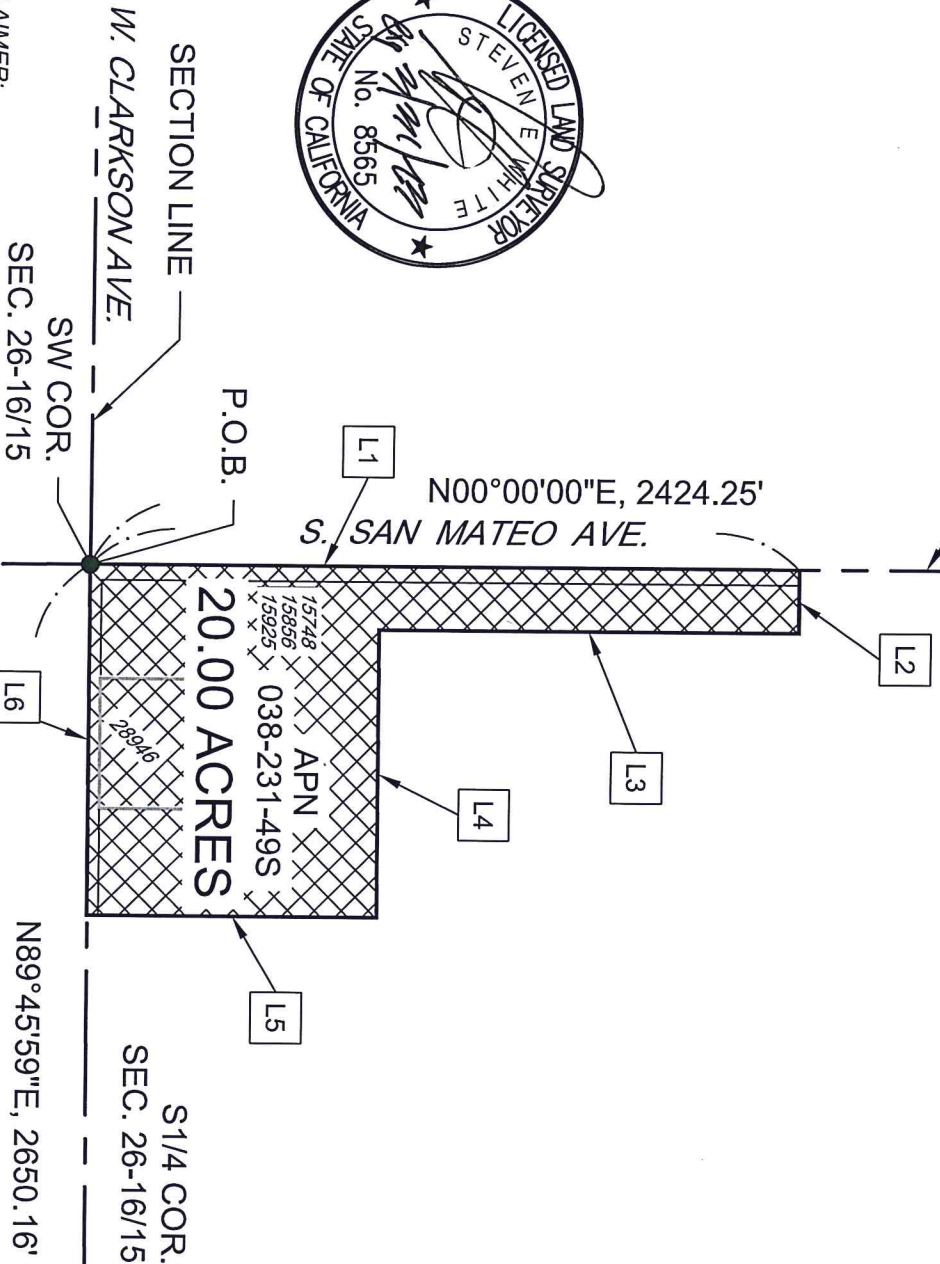 LICENSED LAND SURVEYOR
STEVEN E WHITE
No. 8565
STATE OF CALIFORNIA
SECTION LINE
W. CLARKSON AVE.
SW COR.
SEC. 26-16/15
P.O.B.
L1
N00°00'00"E, 2424.25'
S. SAN MATEO AVE.
L2
L3
L4
15748
15856
15925
APN
038-231-49S
20.00 ACRES
28946
L5
L6
S1/4 COR.
SEC. 26-16/15
N89°45'59"E, 2650.16'